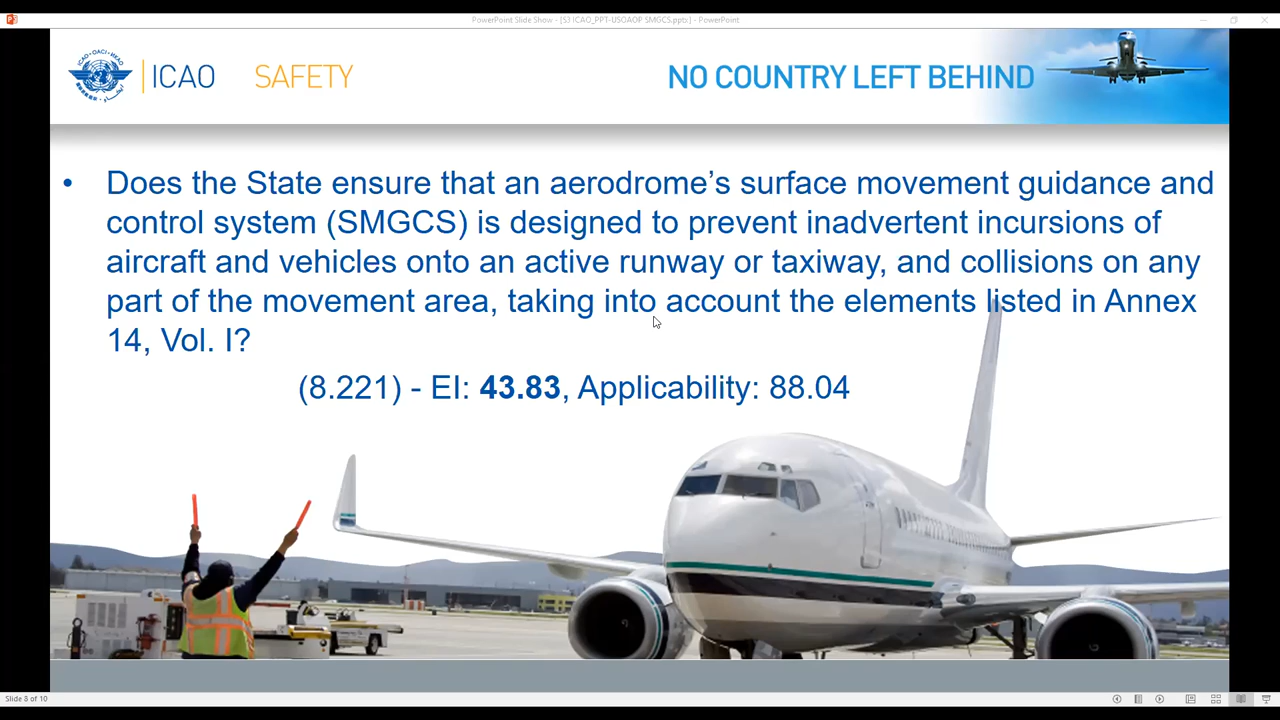 PowerPoint Slide Show - [S3 ICAO_PPT-USOAOP SMGCS.pptx] - PowerPoint
ICAO SAFETY
NO COUNTRY LEFT BEHIND
• Does the State ensure that an aerodrome’s surface movement guidance and
control system (SMGCS) is designed to prevent inadvertent incursions of
aircraft and vehicles onto an active runway or taxiway, and collisions on any
part of the movement area, taking into account the elements listed in Annex
14, Vol. I?
(8.221) - EI: 43.83, Applicability: 88.04
Slide 8 of 10